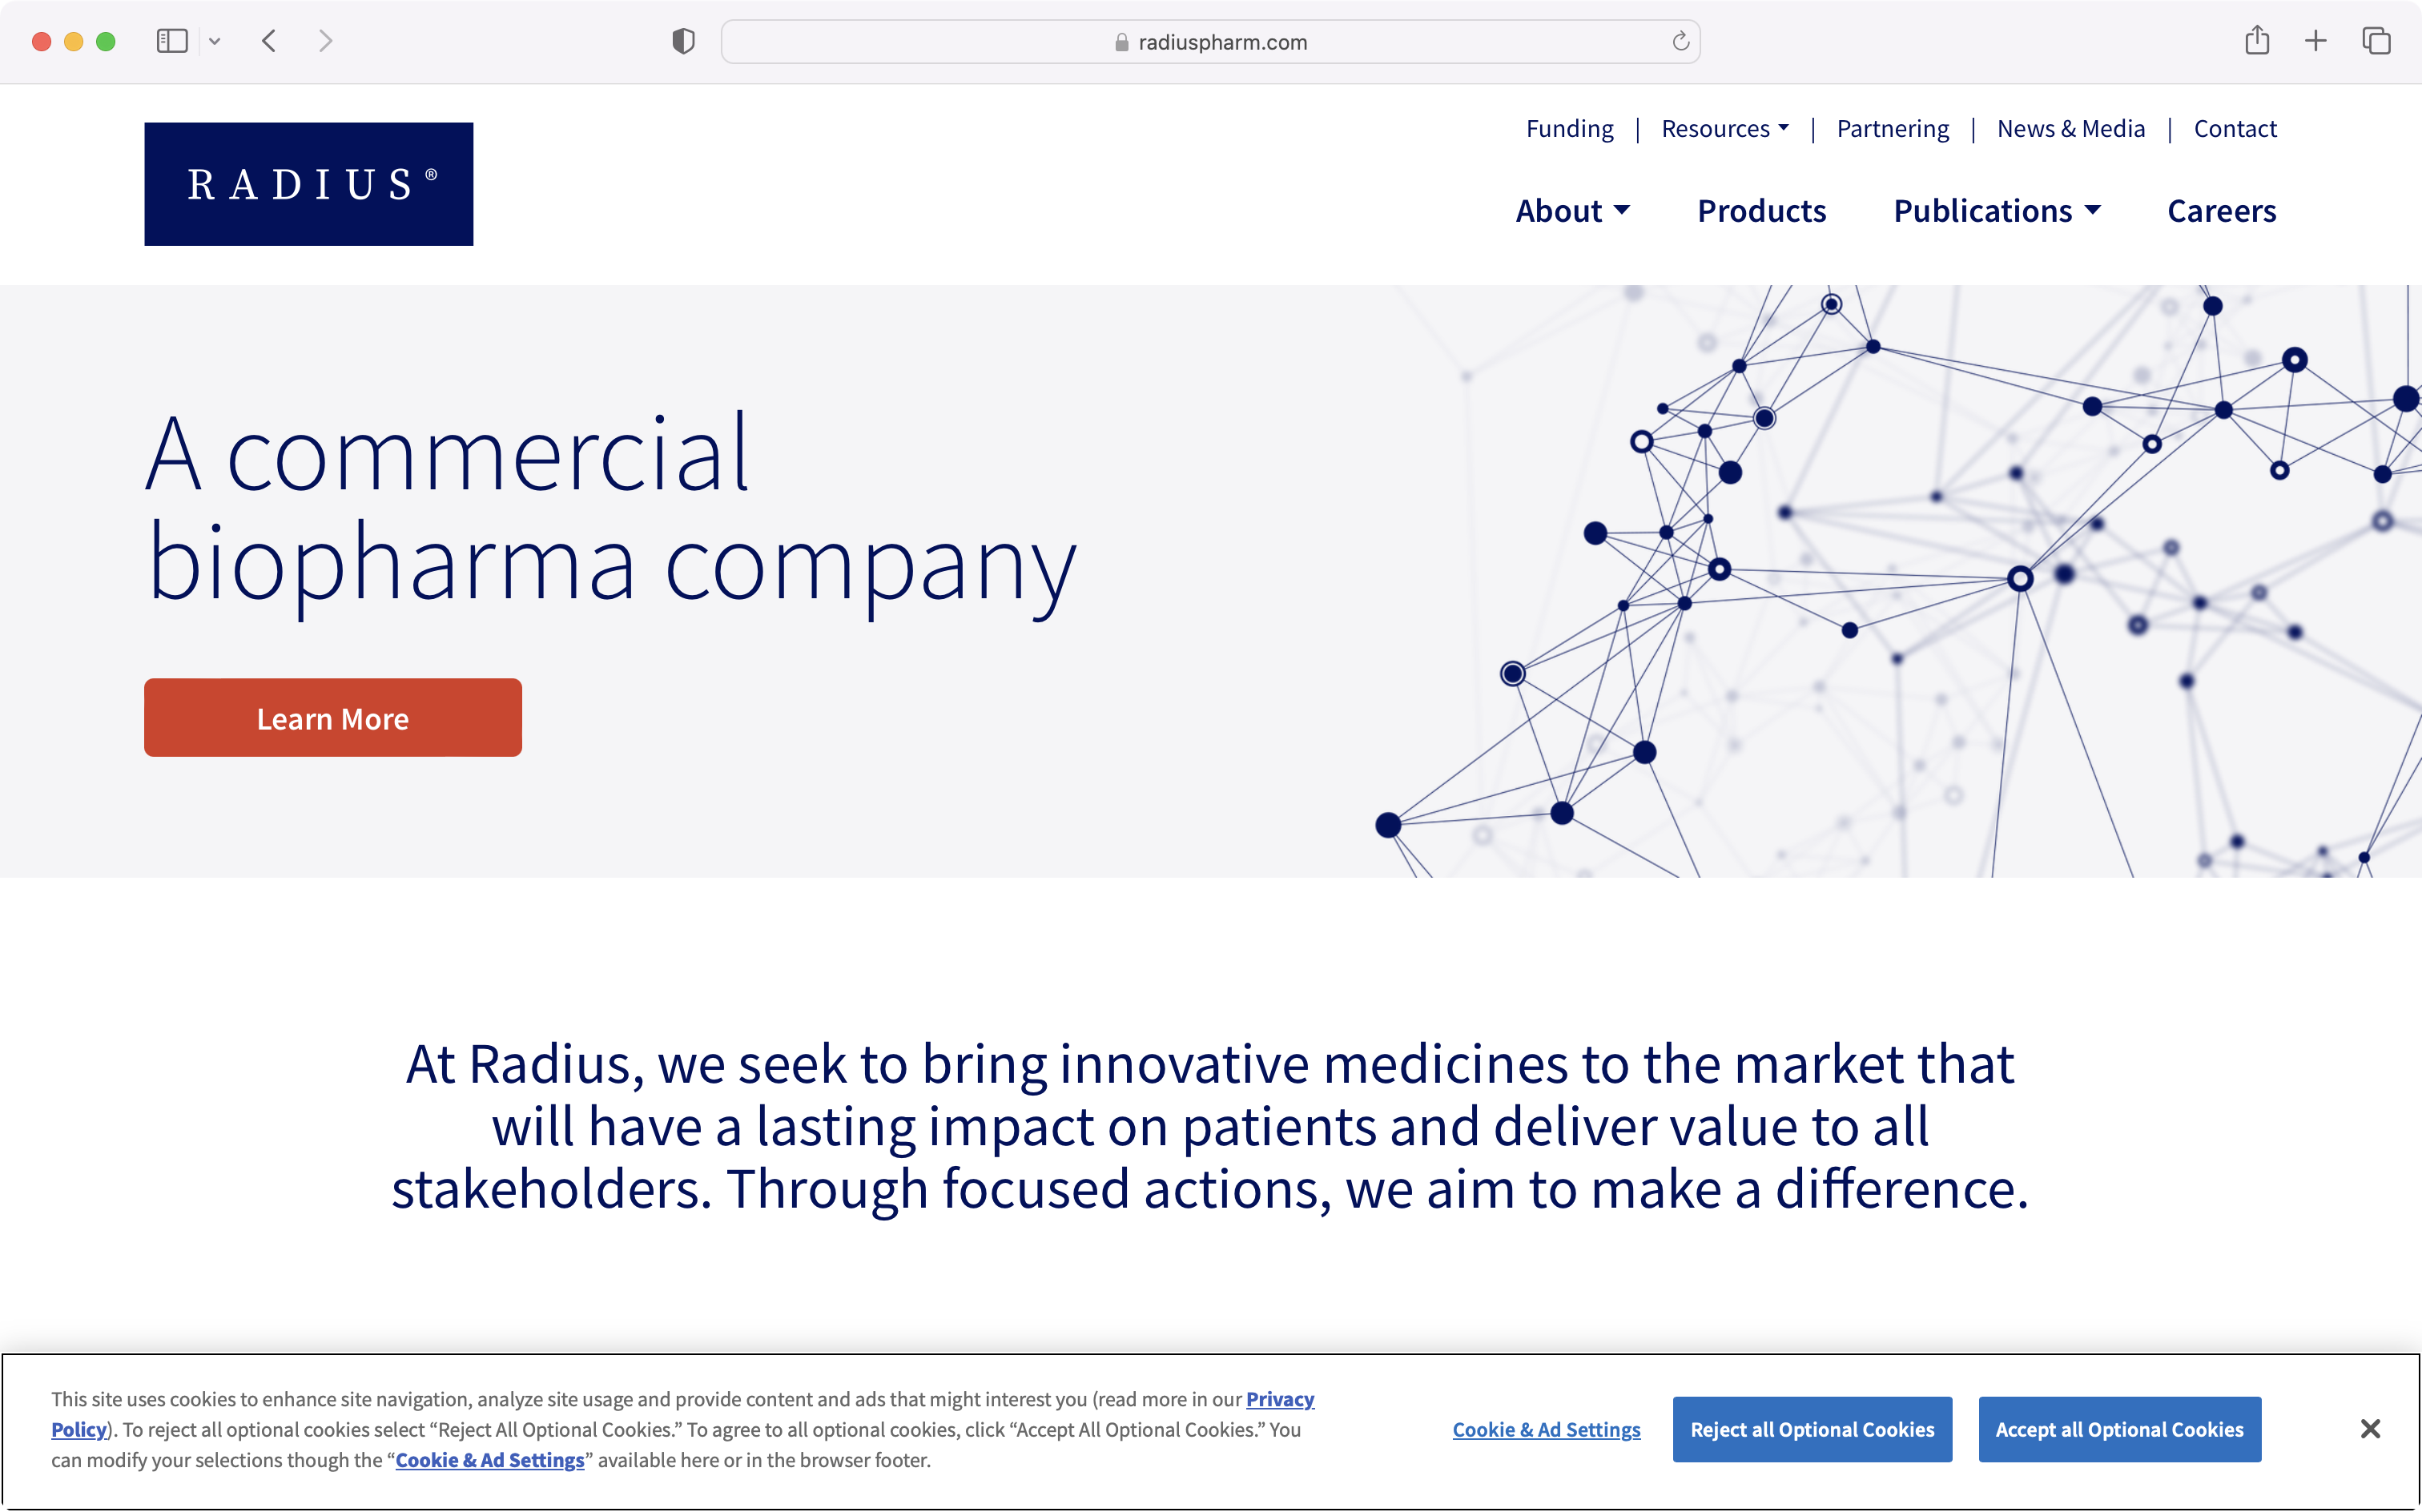 radiuspharm.com
RADIUS®
Funding | Resources | Partnering | News & Media | Contact
About Products Publications Careers
A commercial
biopharma company
Learn More
At Radius, we seek to bring innovative medicines to the market that
will have a lasting impact on patients and deliver value to all
stakeholders. Through focused actions, we aim to make a difference.
This site uses cookies to enhance site navigation, analyze site usage and provide content and ads that might interest you (read more in our Privacy
Policy). To reject all optional cookies select “Reject All Optional Cookies.” To agree to all optional cookies, click “Accept All Optional Cookies.” You
can modify your selections though the “Cookie & Ad Settings” available here or in the browser footer.
Cookie & Ad Settings
Reject all Optional Cookies
Accept all Optional Cookies